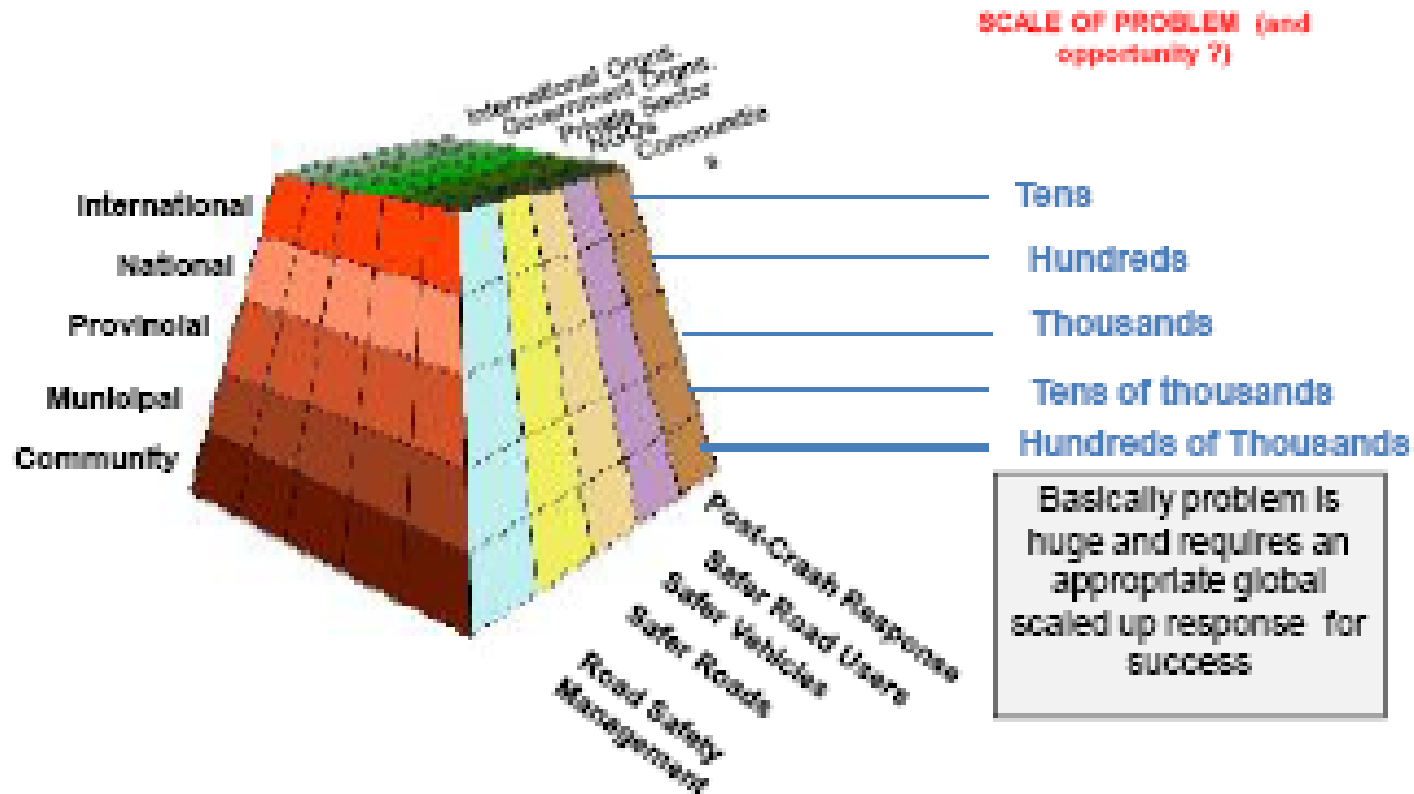 SCALE OF PROBLEM (and
opportunity ?)
International Orgns.
Government Orgns.
Private Sector
NGOs
Communitie
s
International
National
Provincial
Municipal
Community
Tens
Hundreds
Thousands
Tens of thousands
Hundreds of Thousands
Basically problem is
huge and requires an
appropriate global
scaled up response for
success
Post-Crash Response
Safer Road Users
Safer Vehicles
Safer Roads
Road Safety
Management